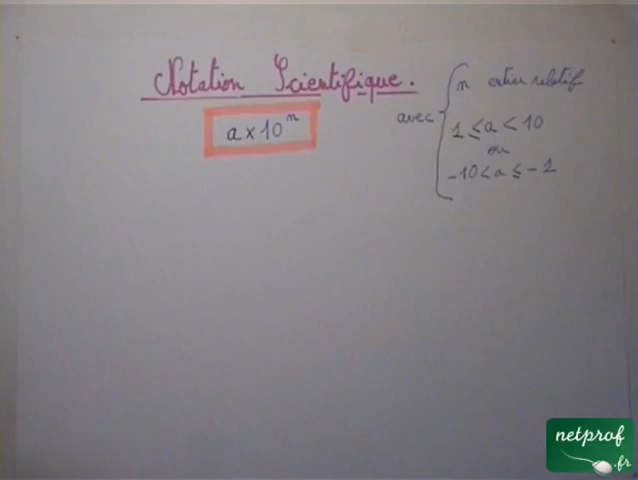 Notation Scientifique.
a × 10^n
avec
n entier relatif
1 ≤ a < 10
ou
-10 < a ≤ -1
netprof
.fr